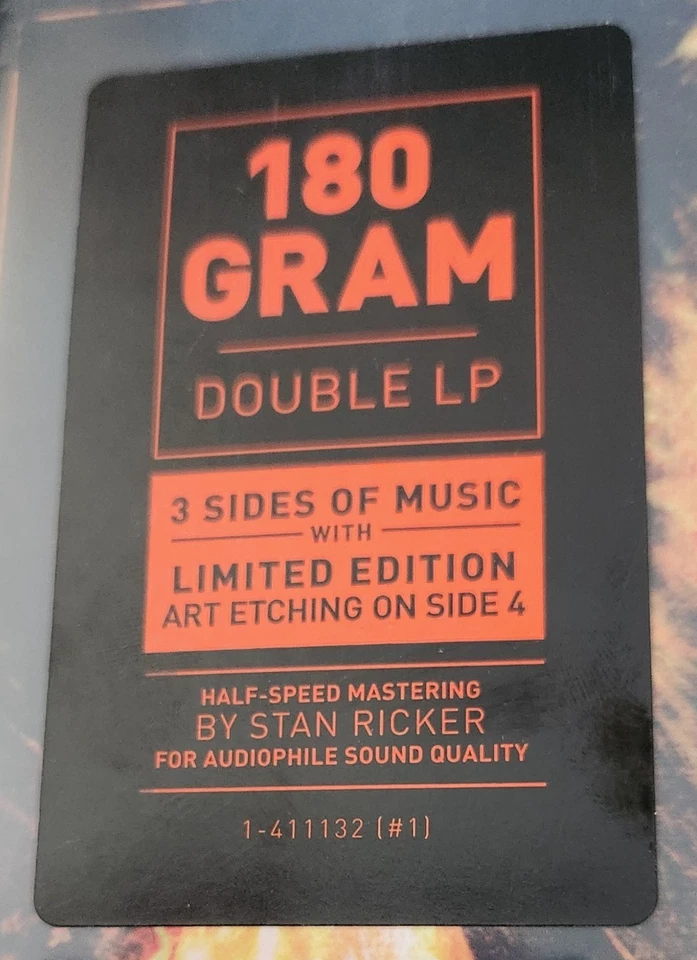 180
GRAM
DOUBLE LP
3 SIDES OF MUSIC
WITH
LIMITED EDITION
ART ETCHING ON SIDE 4
HALF-SPEED MASTERING
BY STAN RICKER
FOR AUDIOPHILE SOUND QUALITY
1-411132 (#1)